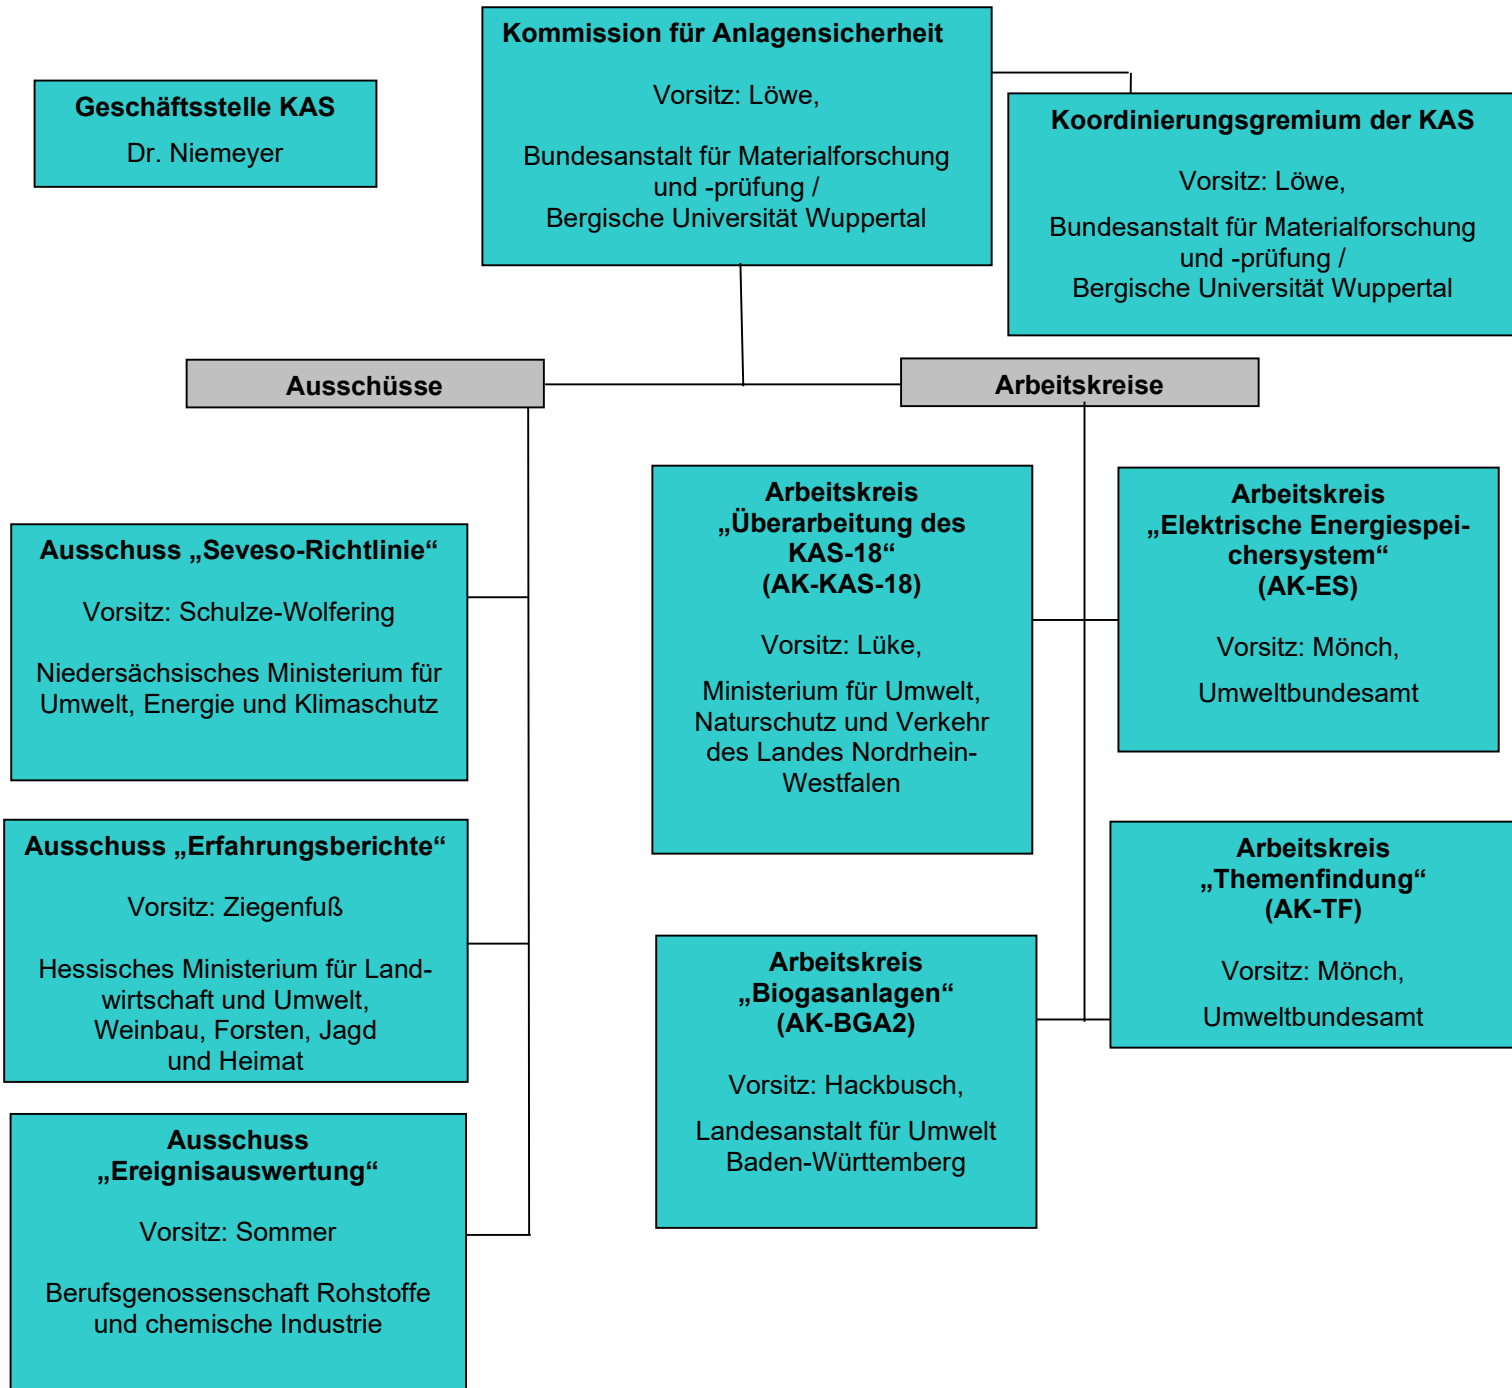 Kommission für Anlagensicherheit
Vorsitz: Löwe,
Bundesanstalt für Materialforschung
und -prüfung /
Bergische Universität Wuppertal
Geschäftsstelle KAS
Dr. Niemeyer
Koordinierungsgremium der KAS
Vorsitz: Löwe,
Bundesanstalt für Materialforschung
und -prüfung /
Bergische Universität Wuppertal
Ausschüsse
Arbeitskreise
Ausschuss „Seveso-Richtlinie“
Vorsitz: Schulze-Wolfering
Niedersächsisches Ministerium für
Umwelt, Energie und Klimaschutz
Ausschuss „Erfahrungsberichte“
Vorsitz: Ziegenfuß
Hessisches Ministerium für Land-
wirtschaft und Umwelt,
Weinbau, Forsten, Jagd
und Heimat
Ausschuss
„Ereignisauswertung“
Vorsitz: Sommer
Berufsgenossenschaft Rohstoffe
und chemische Industrie
Arbeitskreis
„Überarbeitung des
KAS-18“
(AK-KAS-18)
Vorsitz: Lüke,
Ministerium für Umwelt,
Naturschutz und Verkehr
des Landes Nordrhein-
Westfalen
Arbeitskreis
„Elektrische Energiespei-
chersystem“
(AK-ES)
Vorsitz: Mönch,
Umweltbundesamt
Arbeitskreis
„Biogasanlagen“
(AK-BGA2)
Vorsitz: Hackbusch,
Landesanstalt für Umwelt
Baden-Württemberg
Arbeitskreis
„Themenfindung“
(AK-TF)
Vorsitz: Mönch,
Umweltbundesamt